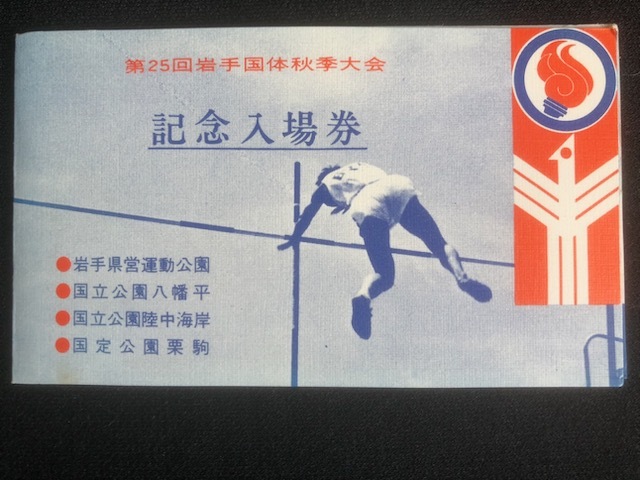 第25回岩手国体秋季大会
記念入場券
●岩手県営運動公園
●国立公園八幡平
●国立公園陸中海岸
●国定公園栗駒